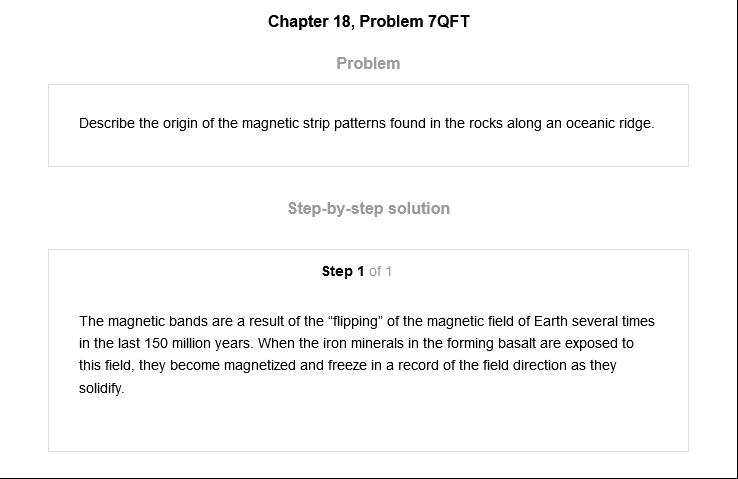 Chapter 18, Problem 7QFT
Problem
Describe the origin of the magnetic strip patterns found in the rocks along an oceanic ridge.
Step-by-step solution
Step 1 of 1
The magnetic bands are a result of the “flipping” of the magnetic field of Earth several times
in the last 150 million years. When the iron minerals in the forming basalt are exposed to
this field, they become magnetized and freeze in a record of the field direction as they
solidify.